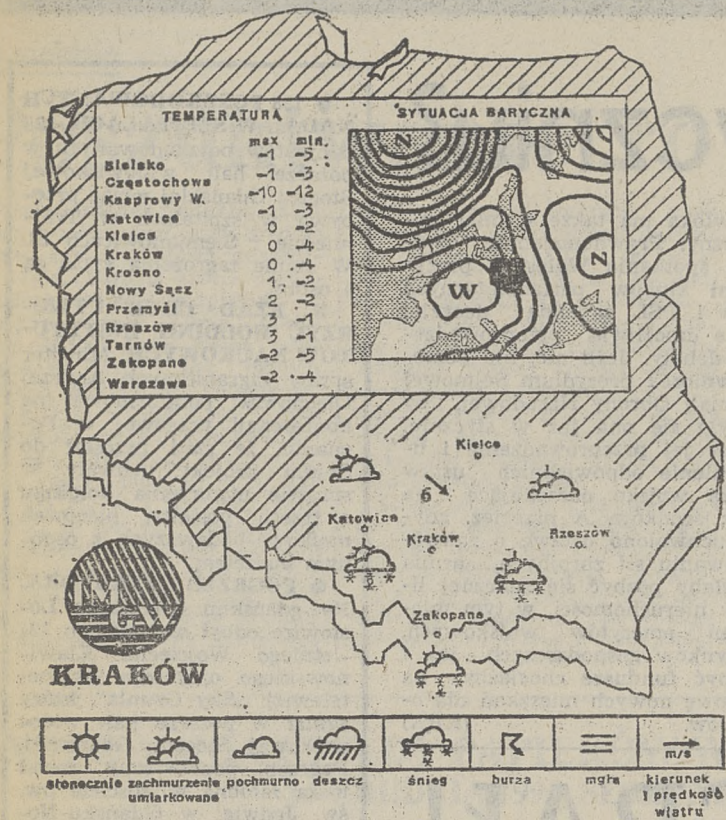 TEMPERATURA
max min.
Bielsko -1 -5
Częstochowa -1 -3
Kasprowy W. -10 -12
Katowice -1 -3
Kielce 0 -2
Kraków 0 -4
Krosno 0 -4
Nowy Sącz 1 -2
Przemyśl 2 -2
Rzeszów 3 -1
Tarnów 3 -1
Zakopane -2 -5
Warszawa -2 -4
SYTUACJA BARYCZNA
N
N
W
Kielce
6
Katowice
Kraków
Rzeszów
Zakopane
IM
GW
KRAKÓW
m/s
słonecznie
zachmurzenie
umiarkowane
pochmurno
deszcz
śnieg
burza
mgła
kierunek
i prędkość
wiatru